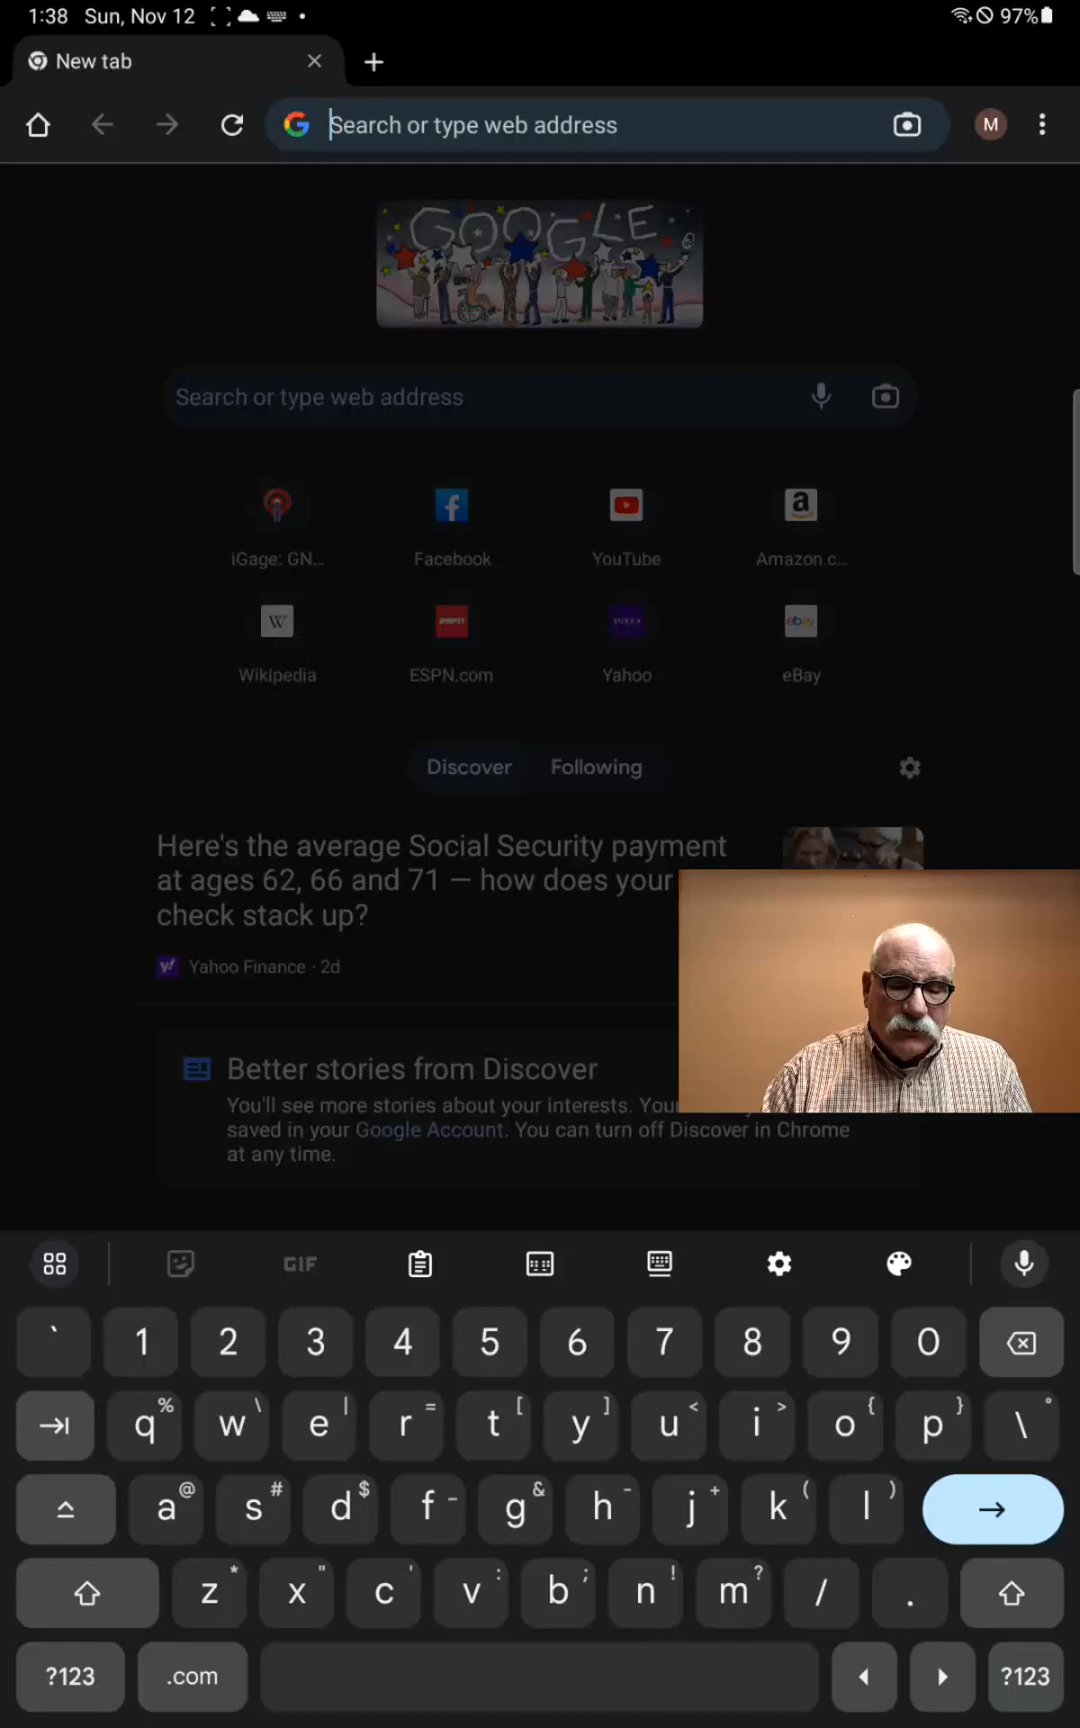 1:38 Sun, Nov 12
97%
New tab
Search or type web address
M
GOOGLE
Search or type web address
iGage: GN...
Facebook
YouTube
Amazon.c...
W
ESPN
YAHOO!
ebay
Wikipedia
ESPN.com
Yahoo
eBay
Discover
Following
Here's the average Social Security payment
at ages 62, 66 and 71 — how does your
check stack up?
Yahoo Finance · 2d
Better stories from Discover
You'll see more stories about your interests. You
saved in your Google Account. You can turn off Discover in Chrome
at any time.
GIF
` 1 2 3 4 5 6 7 8 9 0
q % w \ e | r = t [ y ] u < i > o { p } \ °
a @ s # d $ f - g & h - j + k ( l )
z * x " c ' v : b ; n ! m ? / .
?123 .com ?123